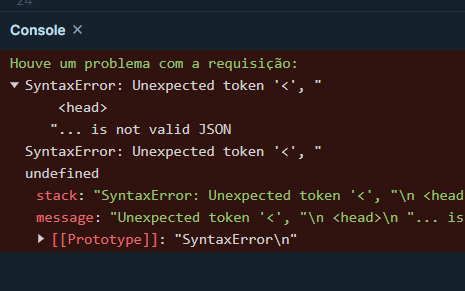 24
Console ×
Houve um problema com a requisição:
▼ SyntaxError: Unexpected token '<', "
<head>
"... is not valid JSON
SyntaxError: Unexpected token '<', "
undefined
stack: "SyntaxError: Unexpected token '<', "\n <head
message: "Unexpected token '<', "\n <head>\n "... is
▶ [[Prototype]]: "SyntaxError\n"